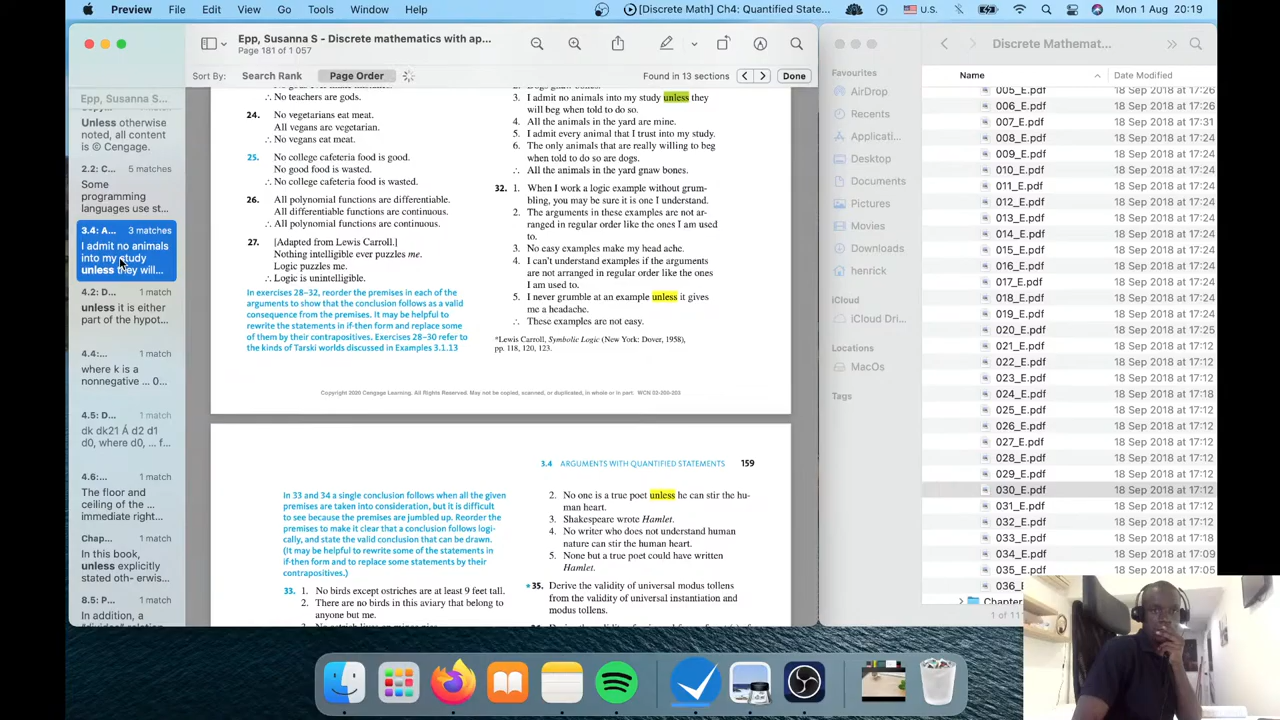 Preview File Edit View Go Tools Window Help
[Discrete Math] Ch4: Quantified State...
U.S.
Mon 1 Aug 20:19
Epp, Susanna S - Discrete mathematics with ap...
Page 181 of 1 057
Sort By: Search Rank Page Order
Found in 13 sections
Done
Epp, Susanna S...
1 match
Unless otherwise
noted, all content
is © Cengage.
2.2: C... 5 matches
Some
programming
languages use st...
3.4: A... 3 matches
I admit no animals
into my study
unless they will...
4.2: D... 1 match
unless it is either
part of the hypot...
4.4:... 1 match
where k is a
nonnegative ... 0...
4.5: D... 1 match
dk dk21 Á d2 d1
d0, where d0, ... f...
4.6:... 1 match
The floor and
ceiling of the ...
immediate right...
Chap... 1 match
In this book,
unless explicitly
stated oth- erwis...
8.5: P... 1 match
In addition, a
∴ No teachers are gods.
24. No vegetarians eat meat.
All vegans are vegetarian.
∴ No vegans eat meat.
25. No college cafeteria food is good.
No good food is wasted.
∴ No college cafeteria food is wasted.
26. All polynomial functions are differentiable.
All differentiable functions are continuous.
∴ All polynomial functions are continuous.
27. [Adapted from Lewis Carroll.]
Nothing intelligible ever puzzles me.
Logic puzzles me.
∴ Logic is unintelligible.
In exercises 28–32, reorder the premises in each of the
arguments to show that the conclusion follows as a valid
consequence from the premises. It may be helpful to
rewrite the statements in if-then form and replace some
of them by their contrapositives. Exercises 28–30 refer to
the kinds of Tarski worlds discussed in Examples 3.1.13
3. I admit no animals into my study unless they
will beg when told to do so.
4. All the animals in the yard are mine.
5. I admit every animal that I trust into my study.
6. The only animals that are really willing to beg
when told to do so are dogs.
∴ All the animals in the yard gnaw bones.
32. 1. When I work a logic example without grum-
bling, you may be sure it is one I understand.
2. The arguments in these examples are not ar-
ranged in regular order like the ones I am used
to.
3. No easy examples make my head ache.
4. I can't understand examples if the arguments
are not arranged in regular order like the ones
I am used to.
5. I never grumble at an example unless it gives
me a headache.
∴ These examples are not easy.
*Lewis Carroll, Symbolic Logic (New York: Dover, 1958),
pp. 118, 120, 123.
Copyright 2020 Cengage Learning. All Rights Reserved. May not be copied, scanned, or duplicated, in whole or in part. WCN 02-200-203
3.4 ARGUMENTS WITH QUANTIFIED STATEMENTS 159
In 33 and 34 a single conclusion follows when all the given
premises are taken into consideration, but it is difficult
to see because the premises are jumbled up. Reorder the
premises to make it clear that a conclusion follows logi-
cally, and state the valid conclusion that can be drawn.
(It may be helpful to rewrite some of the statements in
if-then form and to replace some statements by their
contrapositives.)
33. 1. No birds except ostriches are at least 9 feet tall.
2. There are no birds in this aviary that belong to
anyone but me.
2. No one is a true poet unless he can stir the hu-
man heart.
3. Shakespeare wrote Hamlet.
4. No writer who does not understand human
nature can stir the human heart.
5. None but a true poet could have written
Hamlet.
*35. Derive the validity of universal modus tollens
from the validity of universal instantiation and
modus tollens.
Discrete Mathemat...
Favourites
AirDrop
Recents
Applicati...
Desktop
Documents
Pictures
Movies
Downloads
henrick
iCloud
iCloud Dri...
Locations
MacOs
Tags
Name Date Modified
005_E.pdf 18 Sep 2018 at 17:26
006_E.pdf 18 Sep 2018 at 17:26
007_E.pdf 18 Sep 2018 at 17:31
008_E.pdf 18 Sep 2018 at 17:24
009_E.pdf 18 Sep 2018 at 17:24
010_E.pdf 18 Sep 2018 at 17:24
011_E.pdf 18 Sep 2018 at 17:24
012_E.pdf 18 Sep 2018 at 17:24
013_E.pdf 18 Sep 2018 at 17:24
014_E.pdf 18 Sep 2018 at 17:24
015_E.pdf 18 Sep 2018 at 17:24
016_E.pdf 18 Sep 2018 at 17:24
017_E.pdf 18 Sep 2018 at 17:24
018_E.pdf 18 Sep 2018 at 17:24
019_E.pdf 18 Sep 2018 at 17:24
020_E.pdf 18 Sep 2018 at 17:25
021_E.pdf 18 Sep 2018 at 17:12
022_E.pdf 18 Sep 2018 at 17:12
023_E.pdf 18 Sep 2018 at 17:12
024_E.pdf 18 Sep 2018 at 17:18
025_E.pdf 18 Sep 2018 at 17:12
026_E.pdf 18 Sep 2018 at 17:12
027_E.pdf 18 Sep 2018 at 17:12
028_E.pdf 18 Sep 2018 at 17:12
029_E.pdf 18 Sep 2018 at 17:12
030_E.pdf 18 Sep 2018 at 17:12
031_E.pdf 18 Sep 2018 at 17:12
032_E.pdf 18 Sep 2018 at 17:12
033_E.pdf 18 Sep 2018 at 17:18
034_E.pdf 18 Sep 2018 at 17:09
035_E.pdf 18 Sep 2018 at 17:12
036_E
Chapter
1 of 11